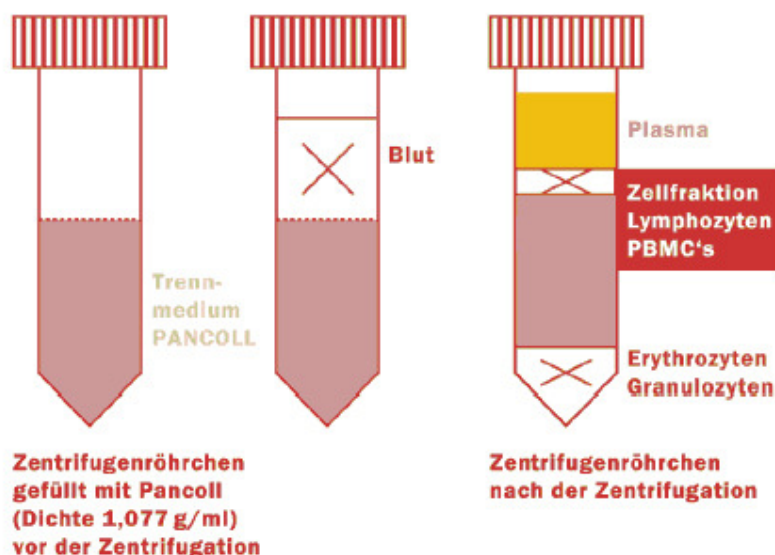 Blut
Plasma
Zellfraktion
Lymphozyten
PBMC‘s
Trenn-
medium
PANCOLL
Erythrozyten
Granulozyten
Zentrifugenröhrchen
gefüllt mit Pancoll
(Dichte 1,077 g/ml)
vor der Zentrifugation
Zentrifugenröhrchen
nach der Zentrifugation